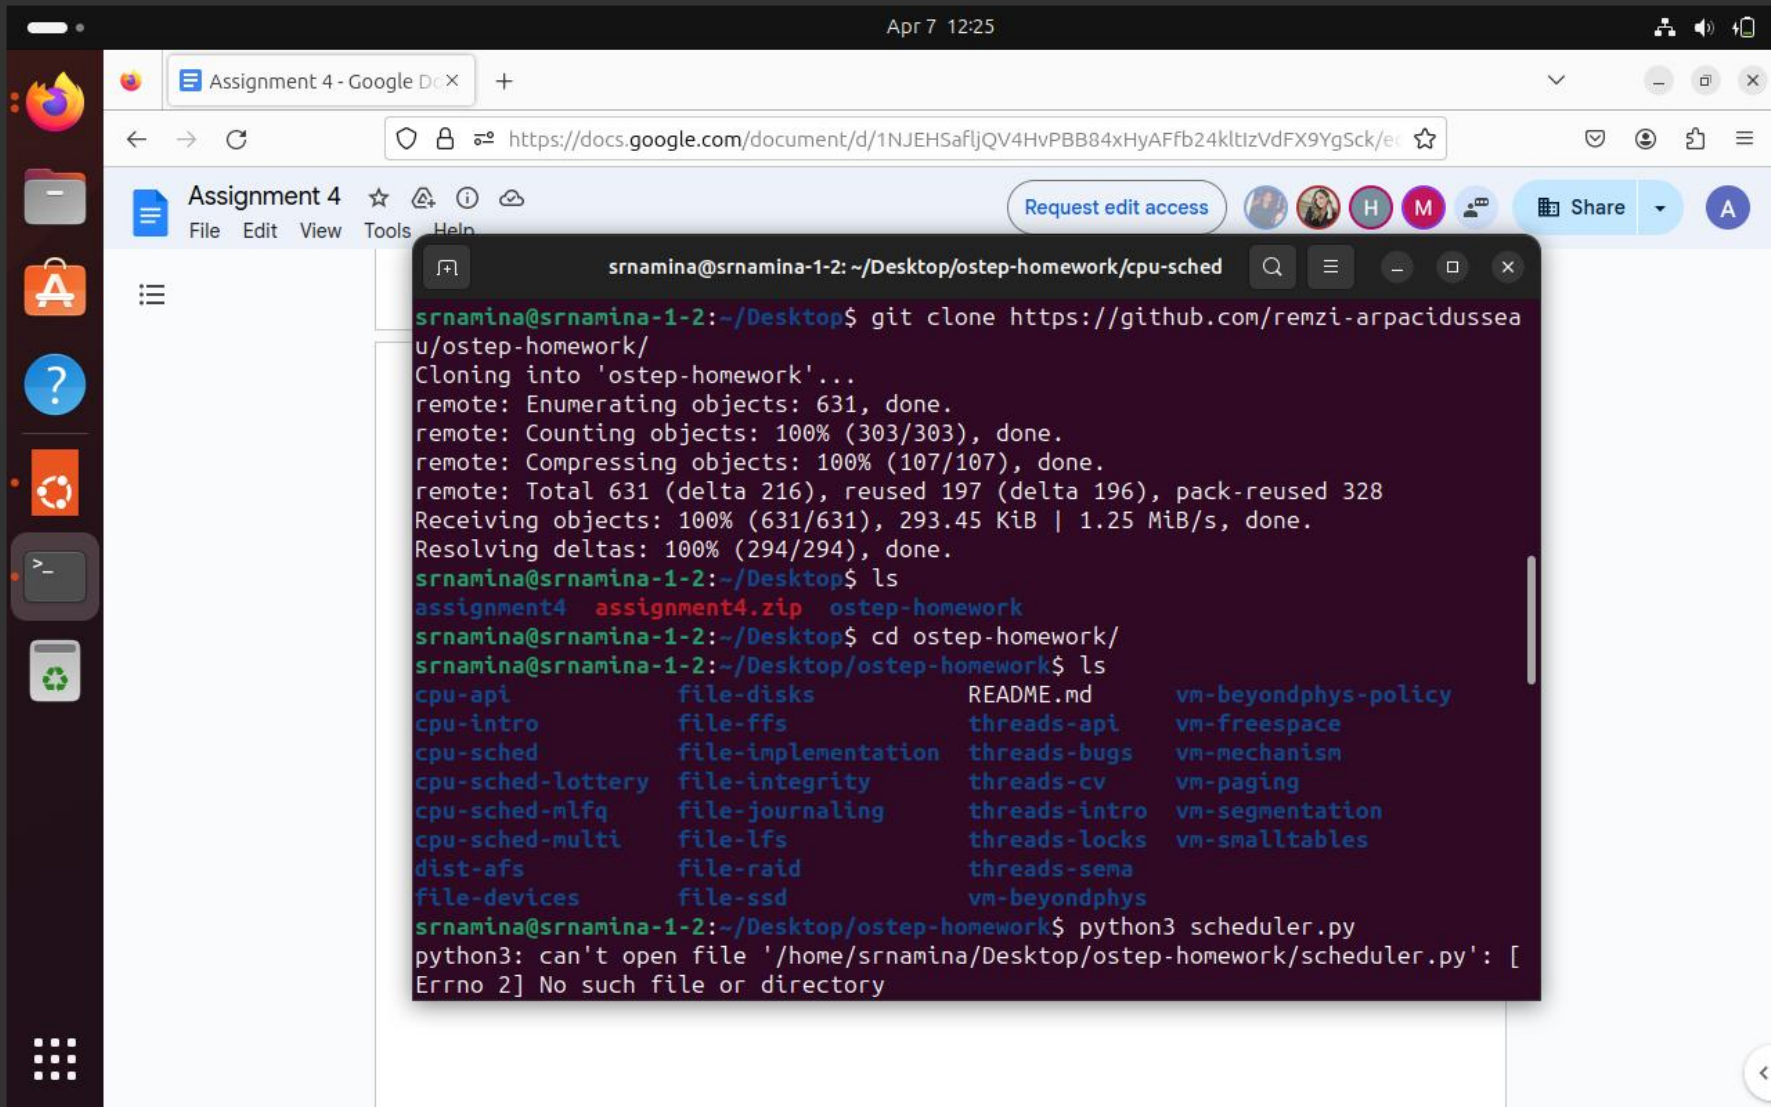 Apr 7 12:25
Assignment 4 - Google Do
https://docs.google.com/document/d/1NJEHSafljQV4HvPBB84xHyAFfb24kltIzVdFX9YgSck/ed
Assignment 4
Request edit access
H
M
Share
A
File Edit View Tools Help
srnamina@srnamina-1-2: ~/Desktop/ostep-homework/cpu-sched
srnamina@srnamina-1-2:~/Desktop$ git clone https://github.com/remzi-arpacidussea
u/ostep-homework/
Cloning into 'ostep-homework'...
remote: Enumerating objects: 631, done.
remote: Counting objects: 100% (303/303), done.
remote: Compressing objects: 100% (107/107), done.
remote: Total 631 (delta 216), reused 197 (delta 196), pack-reused 328
Receiving objects: 100% (631/631), 293.45 KiB | 1.25 MiB/s, done.
Resolving deltas: 100% (294/294), done.
srnamina@srnamina-1-2:~/Desktop$ ls
assignment4 assignment4.zip ostep-homework
srnamina@srnamina-1-2:~/Desktop$ cd ostep-homework/
srnamina@srnamina-1-2:~/Desktop/ostep-homework$ ls
cpu-api file-disks README.md vm-beyondphys-policy
cpu-intro file-ffs threads-api vm-freespace
cpu-sched file-implementation threads-bugs vm-mechanism
cpu-sched-lottery file-integrity threads-cv vm-paging
cpu-sched-mlfq file-journaling threads-intro vm-segmentation
cpu-sched-multi file-lfs threads-locks vm-smalltables
dist-afs file-raid threads-sema
file-devices file-ssd vm-beyondphys
srnamina@srnamina-1-2:~/Desktop/ostep-homework$ python3 scheduler.py
python3: can't open file '/home/srnamina/Desktop/ostep-homework/scheduler.py': [
Errno 2] No such file or directory